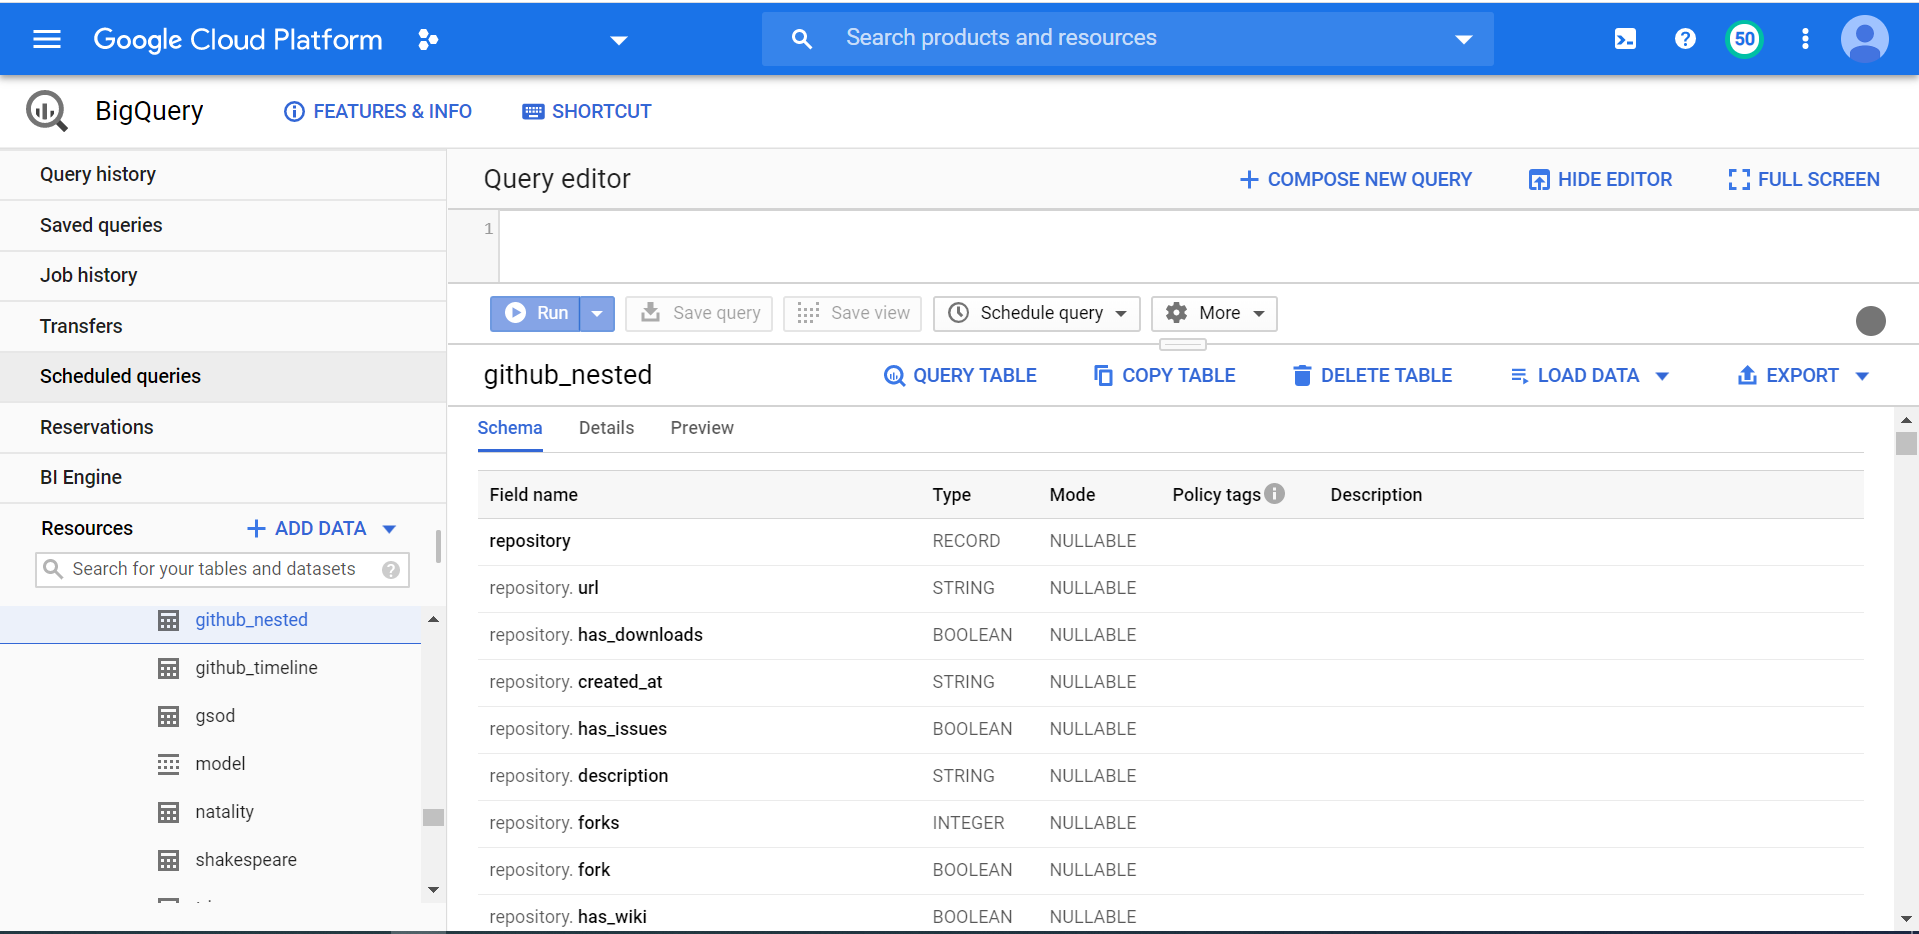 Google Cloud Platform
Search products and resources
50
BigQuery
FEATURES & INFO
SHORTCUT
Query history
Saved queries
Job history
Transfers
Scheduled queries
Reservations
BI Engine
Resources
ADD DATA
Search for your tables and datasets
github_nested
github_timeline
gsod
model
natality
shakespeare
Query editor
COMPOSE NEW QUERY
HIDE EDITOR
FULL SCREEN
1
Run
Save query
Save view
Schedule query
More
github_nested
QUERY TABLE
COPY TABLE
DELETE TABLE
LOAD DATA
EXPORT
Schema
Details
Preview
Field name Type Mode Policy tags Description
repository RECORD NULLABLE
repository. url STRING NULLABLE
repository. has_downloads BOOLEAN NULLABLE
repository. created_at STRING NULLABLE
repository. has_issues BOOLEAN NULLABLE
repository. description STRING NULLABLE
repository. forks INTEGER NULLABLE
repository. fork BOOLEAN NULLABLE
repository. has_wiki BOOLEAN NULLABLE